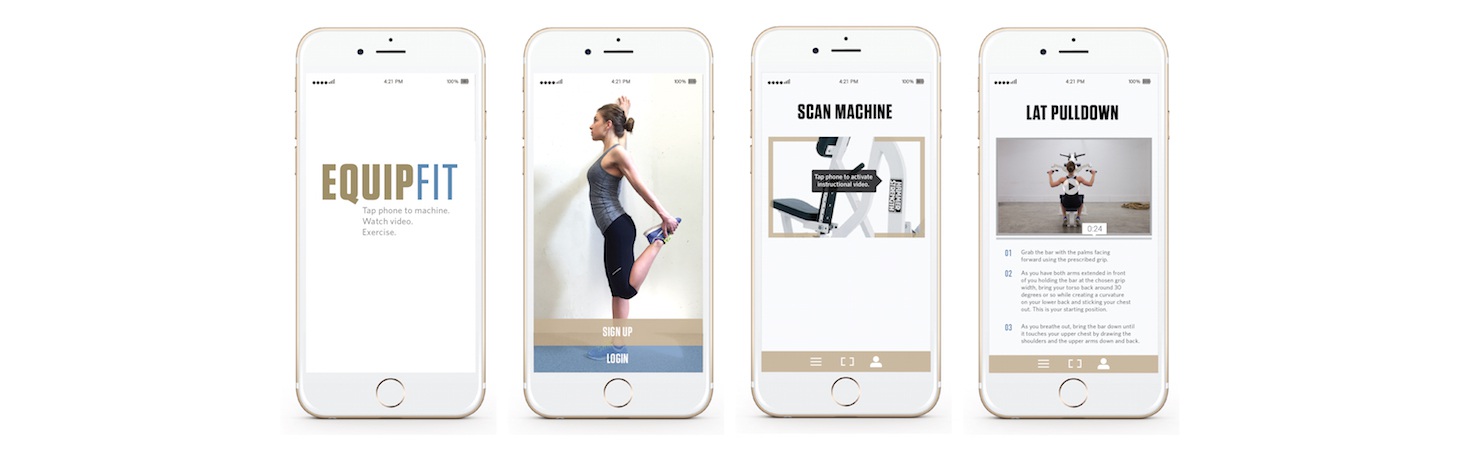 4:21 PM
100%
EQUIPFIT
Tap phone to machine.
Watch video.
Exercise.
4:21 PM
100%
SIGN UP
LOGIN
4:21 PM
100%
SCAN MACHINE
Tap phone to activate
instructional video.
4:21 PM
100%
LAT PULLDOWN
0:24
01
Grab the bar with the palms facing
forward using the prescribed grip.
02
As you have both arms extended in front
of you holding the bar at the chosen grip
width, bring your torso back around 30
degrees or so while creating a curvature
on your lower back and sticking your chest
out. This is your starting position.
03
As you breathe out, bring the bar down until
it touches your upper chest by drawing the
shoulders and the upper arms down and back.